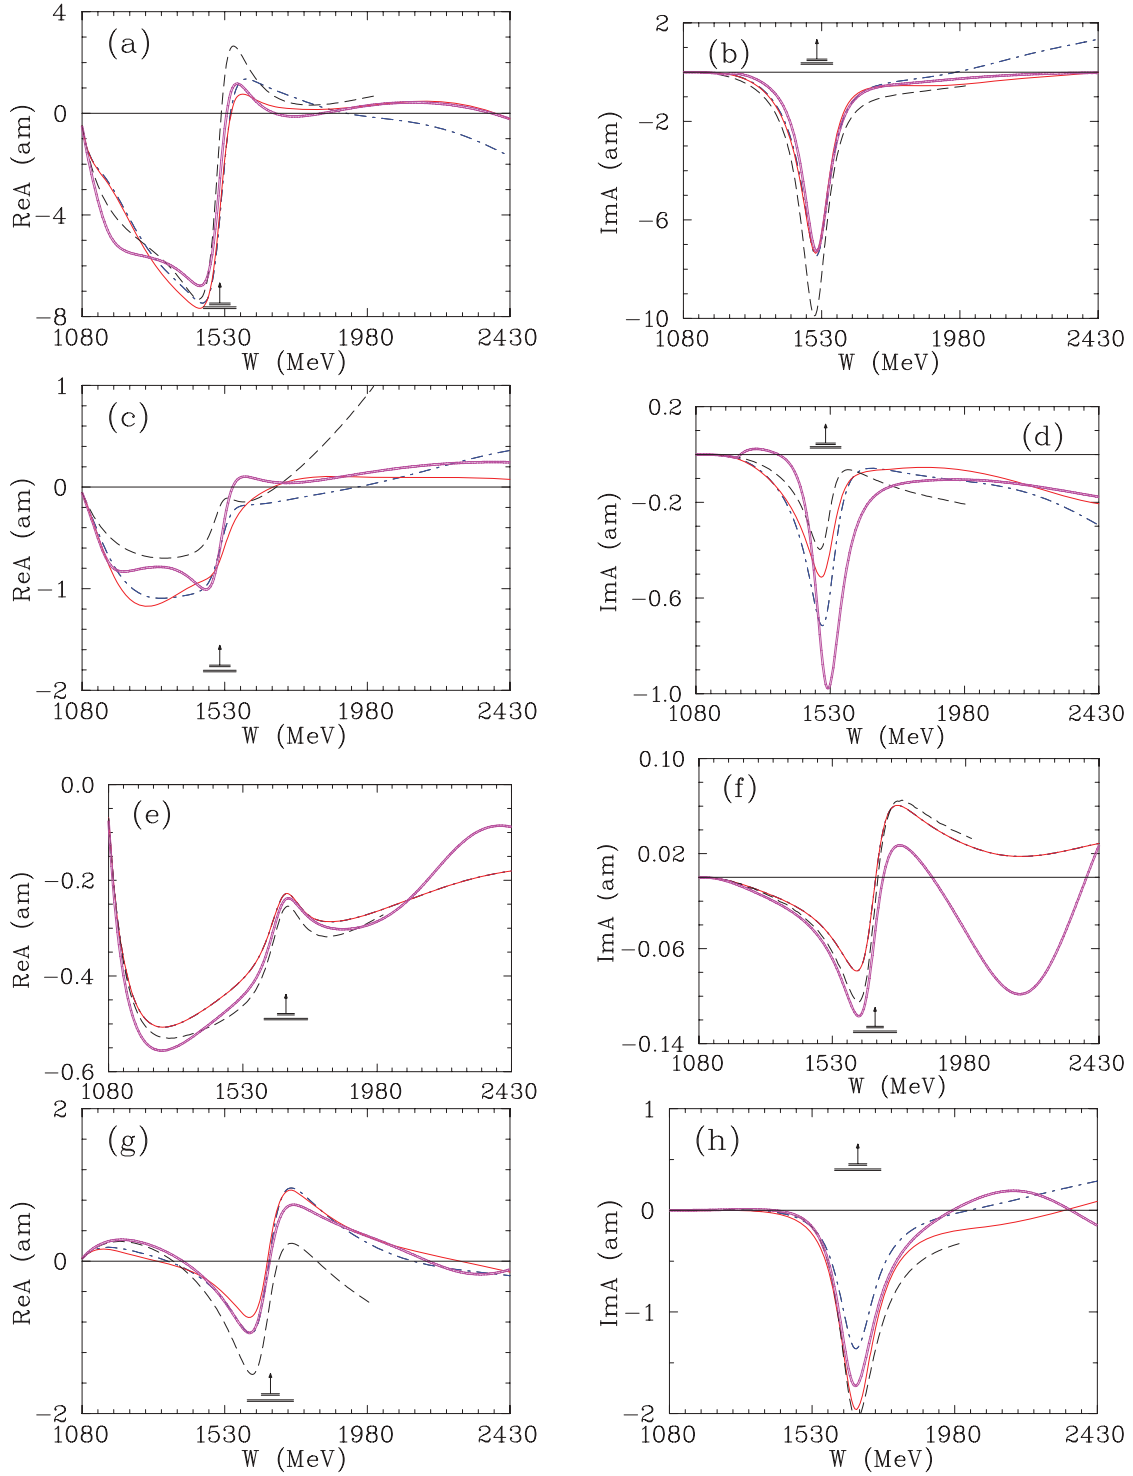 (a)
4
0
−4
−8
ReA (am)
1080 1530 1980 2430
W (MeV)
(b)
2
−2
−6
−10
ImA (am)
1080 1530 1980 2430
W (MeV)
(c)
1
0
−1
−2
ReA (am)
1080 1530 1980 2430
W (MeV)
(d)
0.2
−0.2
−0.6
−1.0
ImA (am)
1080 1530 1980 2430
W (MeV)
(e)
0.0
−0.2
−0.4
−0.6
ReA (am)
1080 1530 1980 2430
(f)
0.10
0.02
−0.06
−0.14
ImA (am)
1080 1530 1980 2430
W (MeV)
(g)
2
0
−2
ReA (am)
1080 1530 1980 2430
W (MeV)
(h)
1
0
−1
−2
ImA (am)
1080 1530 1980 2430
W (MeV)